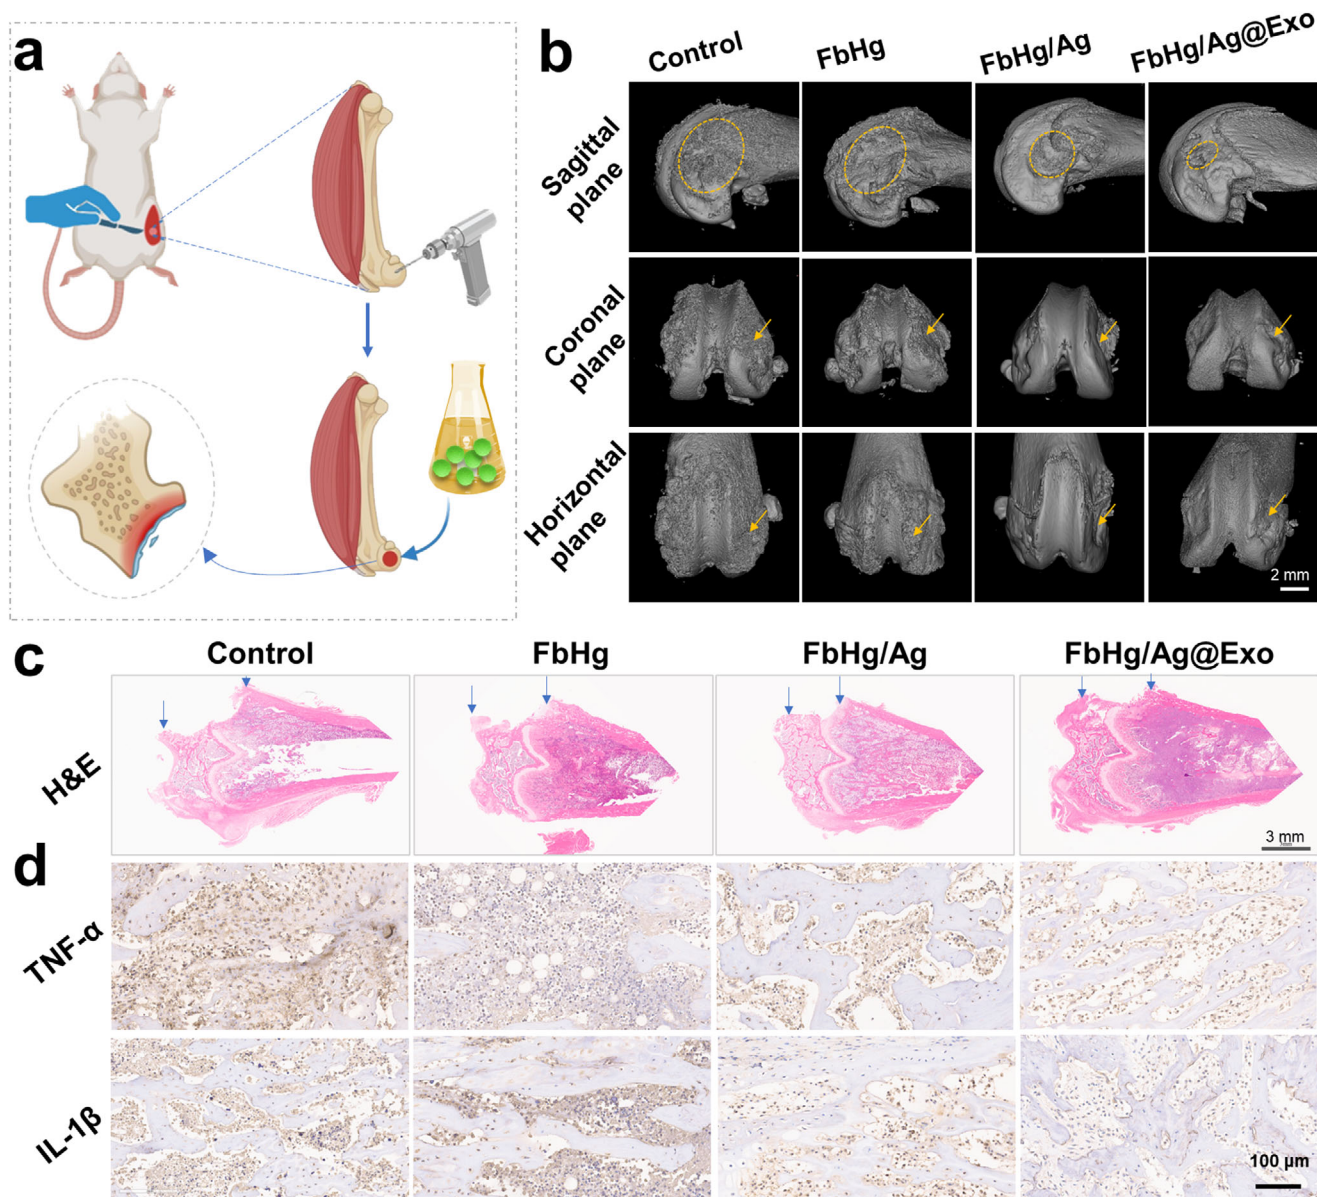 a
b
Control
FbHg
FbHg/Ag
FbHg/Ag@Exo
Sagittal
plane
Coronal
plane
Horizontal
plane
2 mm
c
Control
FbHg
FbHg/Ag
FbHg/Ag@Exo
H&E
3 mm
d
TNF-α
IL-1β
100 µm